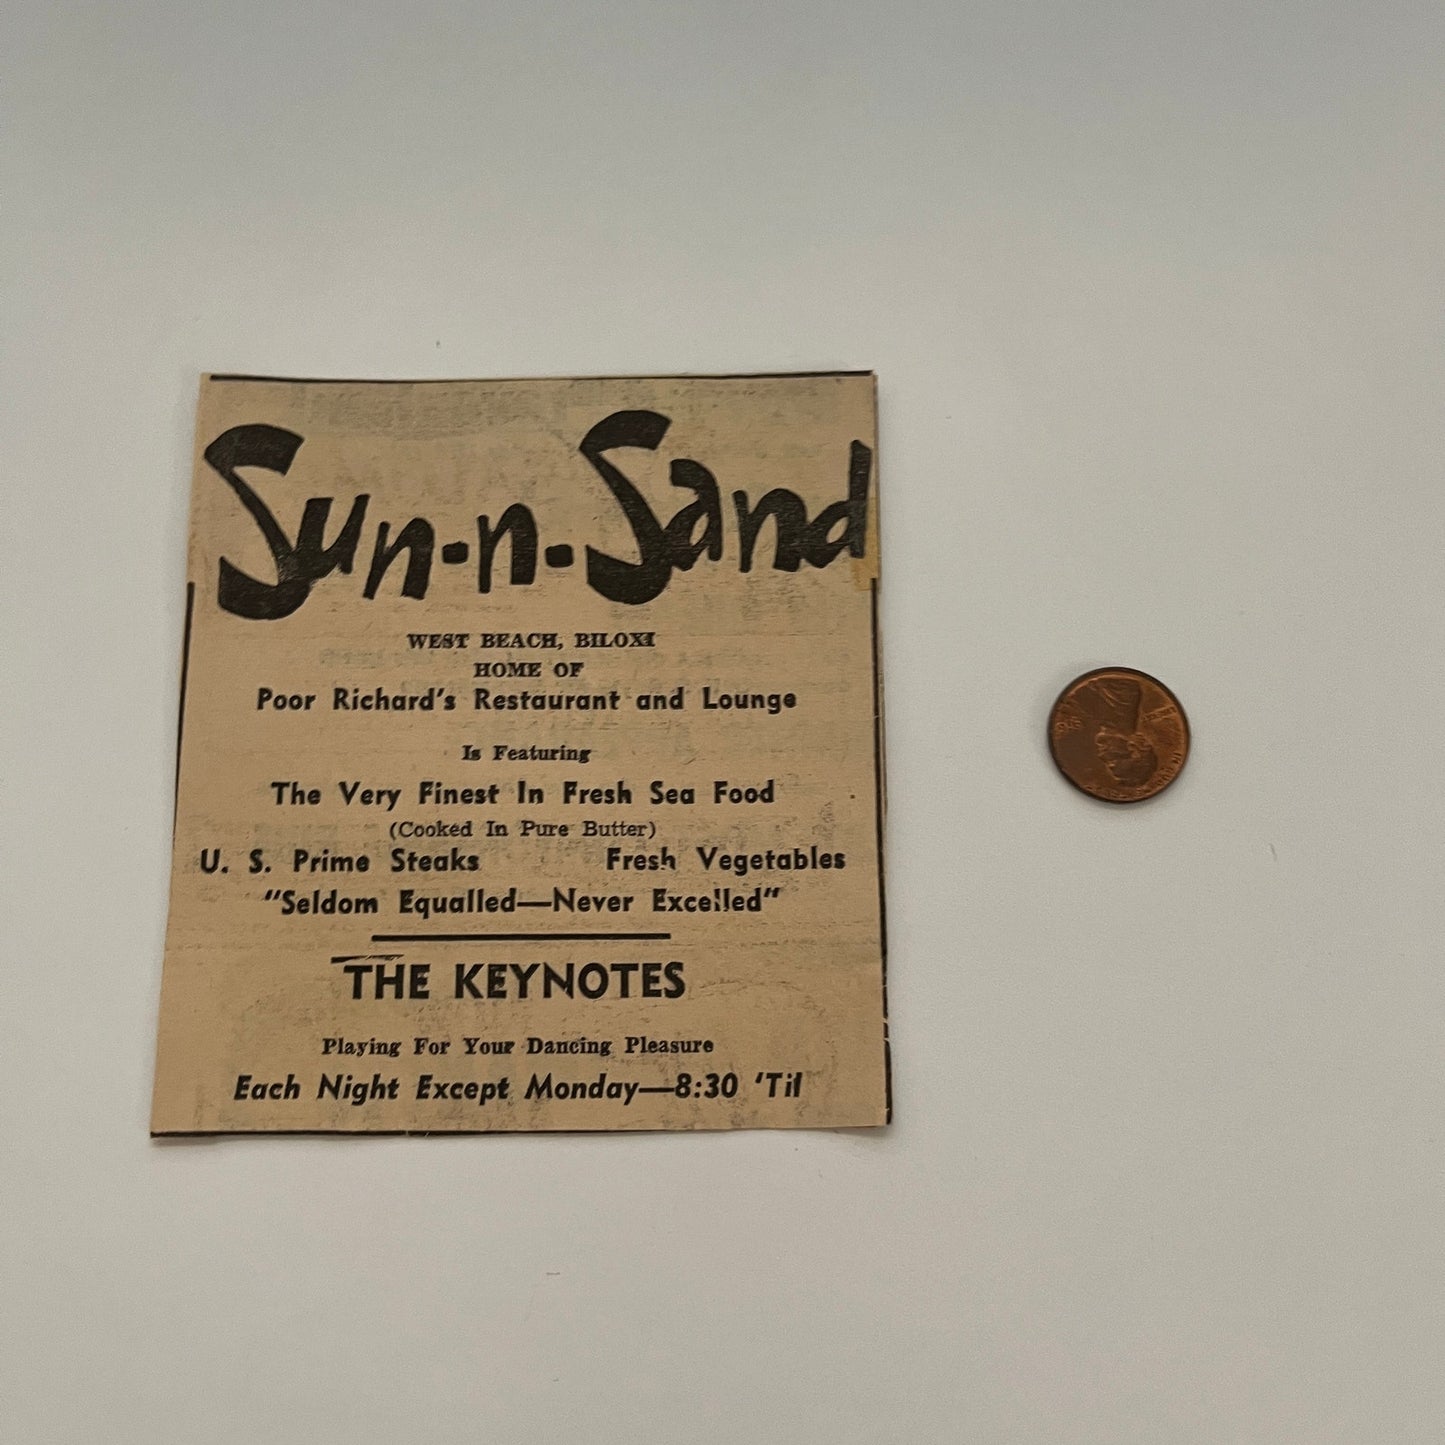 Sun-n-Sand
WEST BEACH, BILOXI
HOME OF
Poor Richard's Restaurant and Lounge
Is Featuring
The Very Finest In Fresh Sea Food
(Cooked In Pure Butter)
U. S. Prime Steaks Fresh Vegetables
"Seldom Equalled—Never Excelled"
THE KEYNOTES
Playing For Your Dancing Pleasure
Each Night Except Monday—8:30 'Til